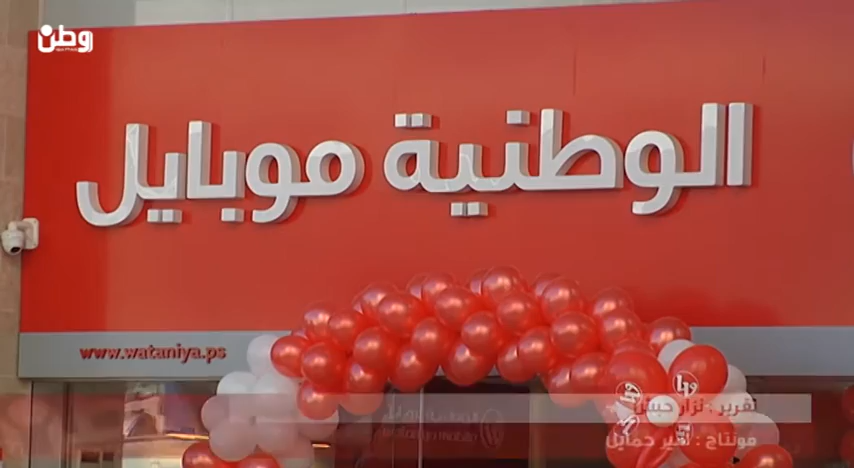 وطن
الوطنية موبايل
www.wataniya.ps
تقرير : نزار حبش
مونتاج : أمير حمايل